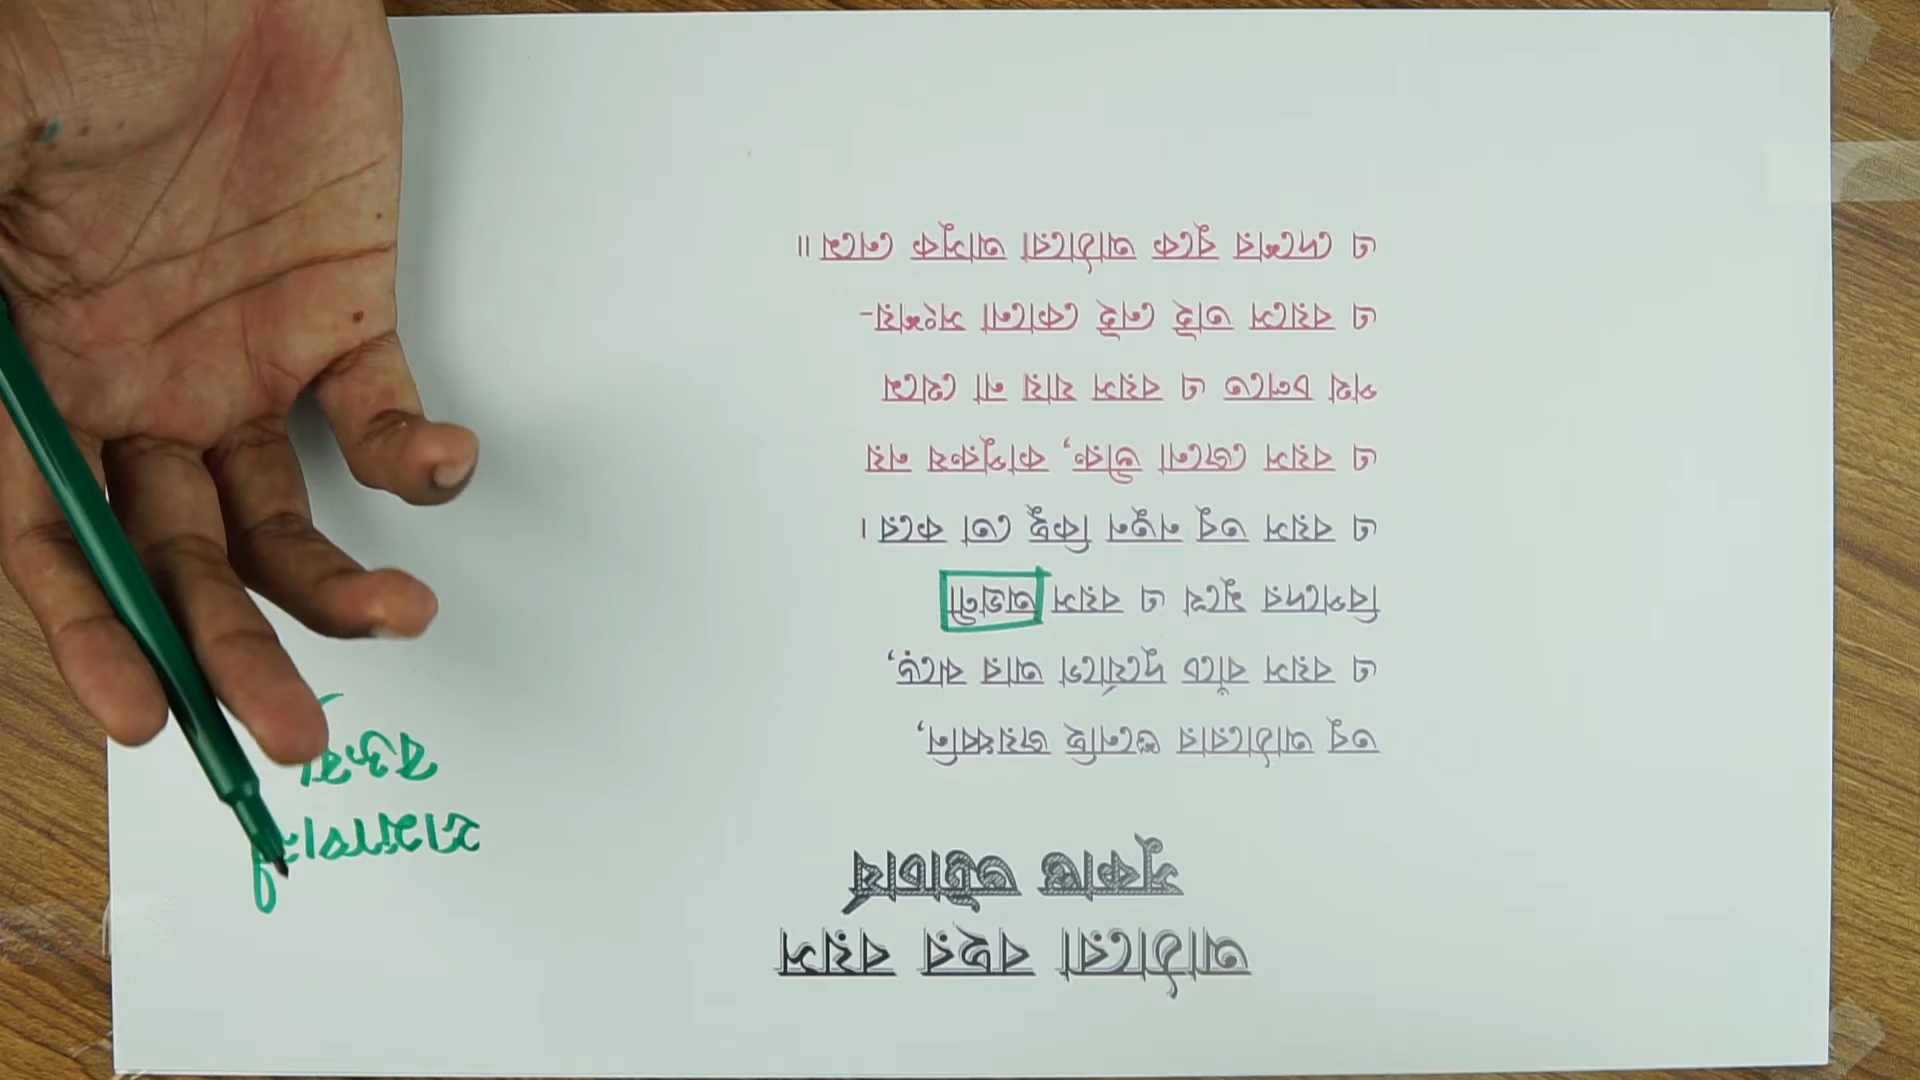 আঠারো বছর বয়স
সুকান্ত ভট্টাচার্য
তবু আঠারোর শুনেছি জয়ধ্বনি,
এ বয়স বাঁচে দুর্যোগে আর ঝড়ে,
বিপদের মুখে এ বয়স অগ্রণী
এ বয়স তবু নতুন কিছু তো করে।
এ বয়স জেনো ভীরু, কাপুরুষ নয়
পথ চলতে এ বয়স যায় না থেমে
এ বয়সে তাই নেই কোনো সংশয়-
এ দেশের বুকে আঠারো আসুক নেমে॥